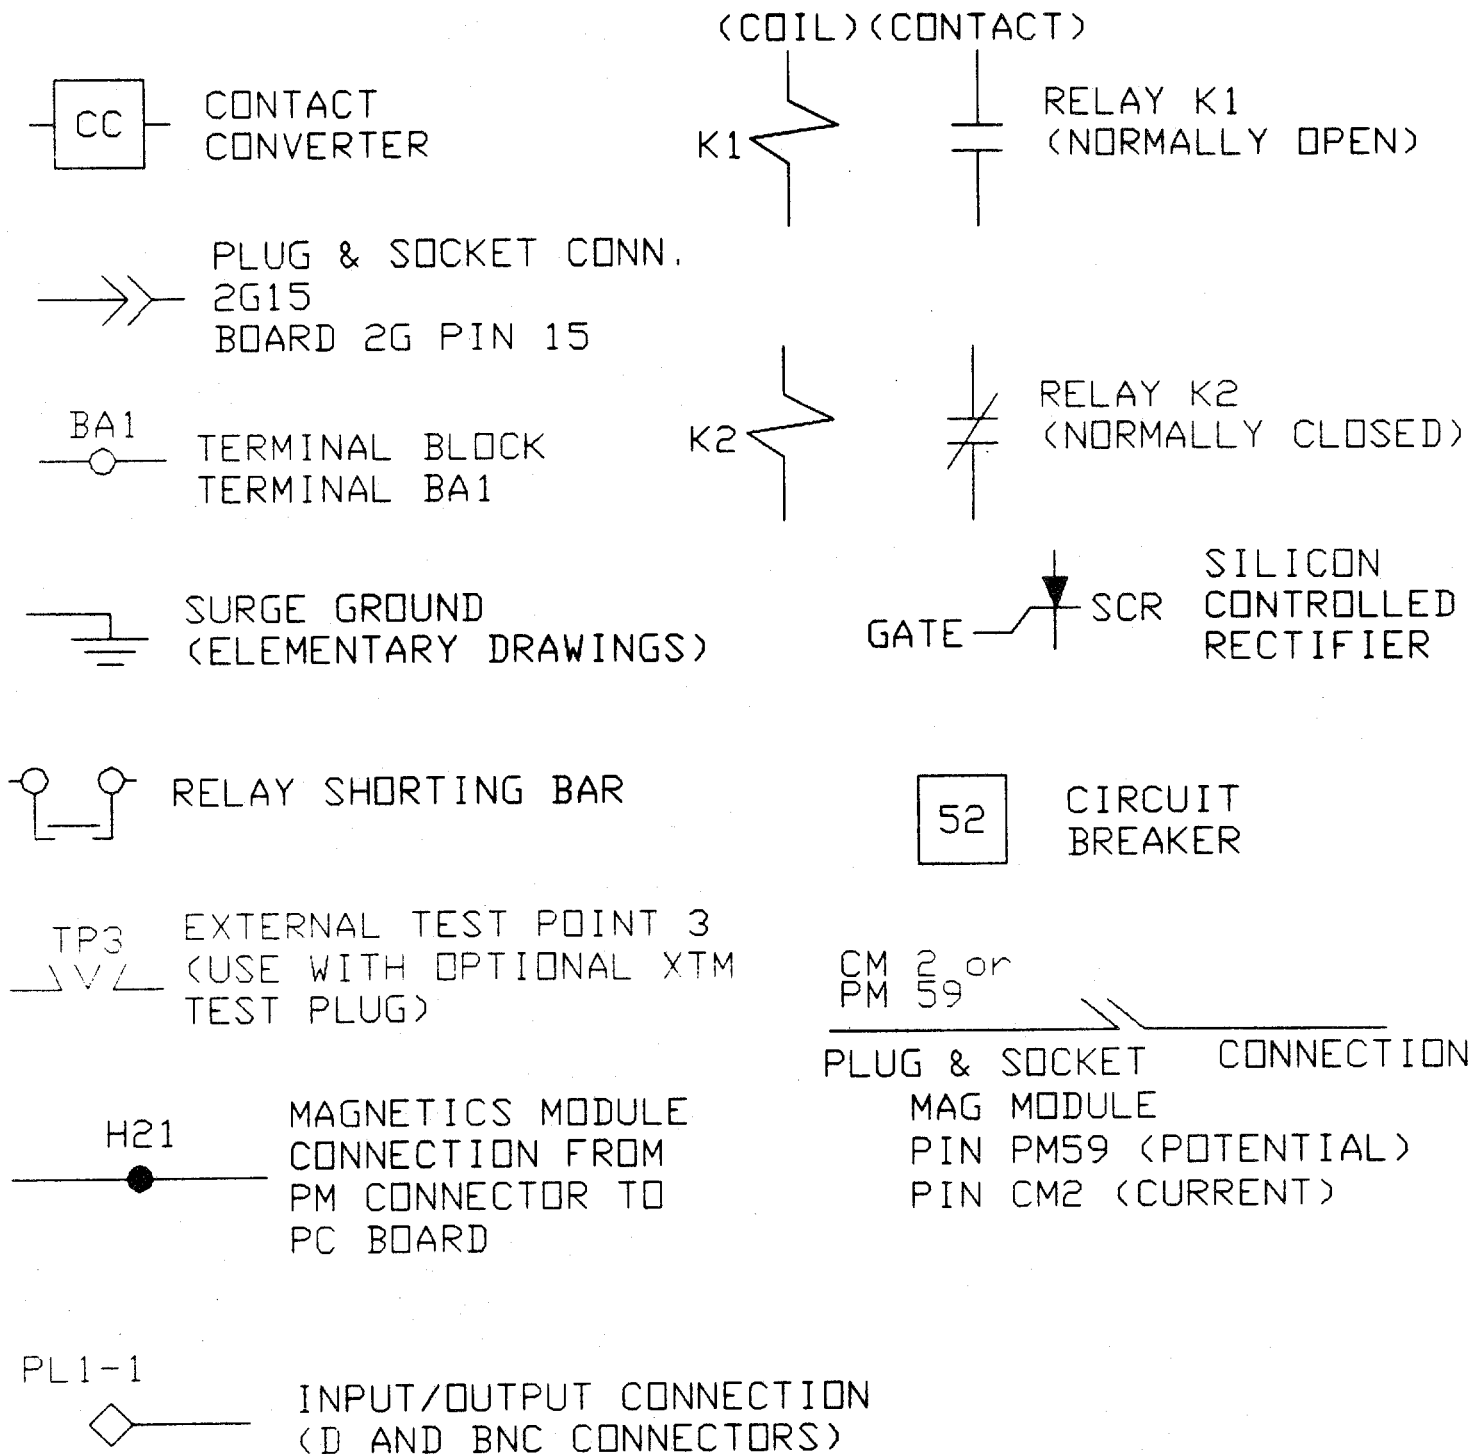 (COIL)(CONTACT)
CC
CONTACT
CONVERTER
K1
RELAY K1
(NORMALLY OPEN)
PLUG & SOCKET CONN.
2G15
BOARD 2G PIN 15
BA1
TERMINAL BLOCK
TERMINAL BA1
K2
RELAY K2
(NORMALLY CLOSED)
SURGE GROUND
(ELEMENTARY DRAWINGS)
GATE
SCR
SILICON
CONTROLLED
RECTIFIER
RELAY SHORTING BAR
52
CIRCUIT
BREAKER
TP3
EXTERNAL TEST POINT 3
(USE WITH OPTIONAL XTM
TEST PLUG)
CM 2 or
PM 59
PLUG & SOCKET CONNECTION
MAG MODULE
PIN PM59 (POTENTIAL)
PIN CM2 (CURRENT)
H21
MAGNETICS MODULE
CONNECTION FROM
PM CONNECTOR TO
PC BOARD
PL1-1
INPUT/OUTPUT CONNECTION
(D AND BNC CONNECTORS)